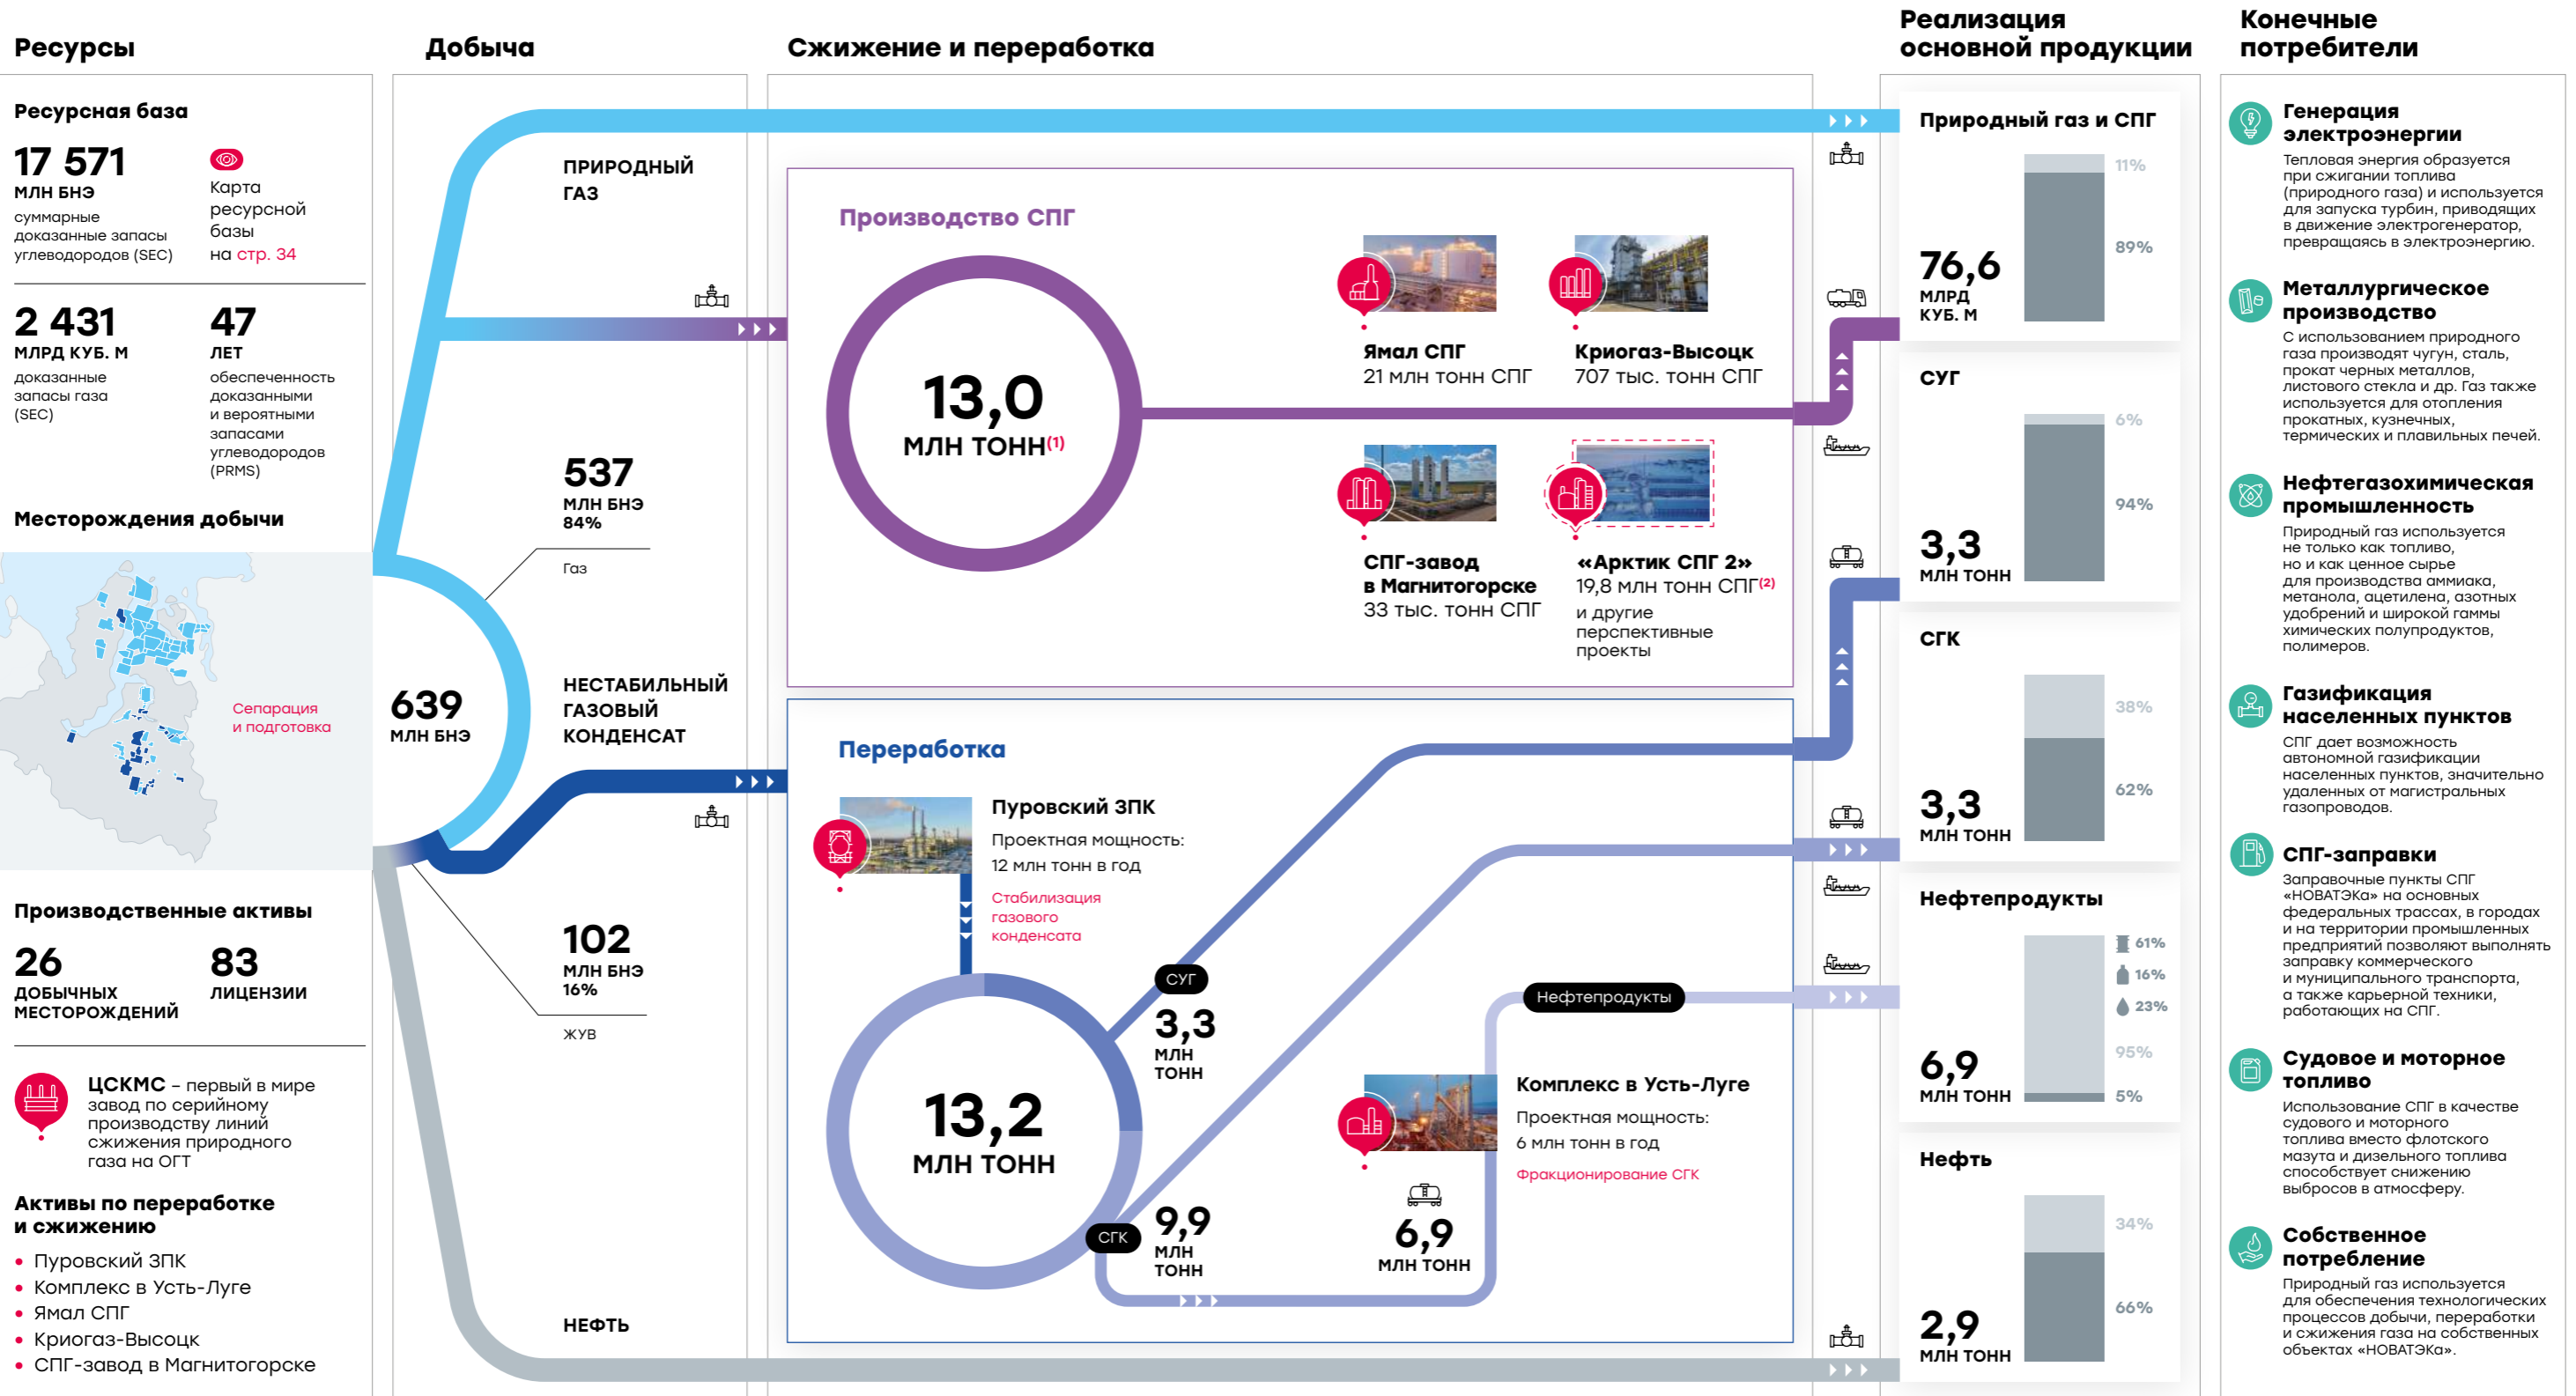 Ресурсы
Ресурсная база
17 571
МЛН БНЭ
суммарные
доказанные запасы
углеводородов (SEC)
Карта
ресурсной
базы
на стр. 34
2 431
МЛРД КУБ. М
доказанные
запасы газа
(SEC)
47
ЛЕТ
обеспеченность
доказанными
и вероятными
запасами
углеводородов
(PRMS)
Месторождения добычи
Сепарация
и подготовка
Производственные активы
26
ДОБЫЧНЫХ
МЕСТОРОЖДЕНИЙ
83
ЛИЦЕНЗИИ
ЦСКМС – первый в мире
завод по серийному
производству линий
сжижения природного
газа на ОГТ
Активы по переработке
и сжижению
• Пуровский ЗПК
• Комплекс в Усть-Луге
• Ямал СПГ
• Криогаз-Высоцк
• СПГ-завод в Магнитогорске
Добыча
ПРИРОДНЫЙ
ГАЗ
537
МЛН БНЭ
84%
Газ
639
МЛН БНЭ
НЕСТАБИЛЬНЫЙ
ГАЗОВЫЙ
КОНДЕНСАТ
102
МЛН БНЭ
16%
ЖУВ
НЕФТЬ
Сжижение и переработка
Производство СПГ
13,0
МЛН ТОНН(1)
Ямал СПГ
21 млн тонн СПГ
Криогаз-Высоцк
707 тыс. тонн СПГ
СПГ-завод
в Магнитогорске
33 тыс. тонн СПГ
«Арктик СПГ 2»
19,8 млн тонн СПГ(2)
и другие
перспективные
проекты
Переработка
Пуровский ЗПК
Проектная мощность:
12 млн тонн в год
Стабилизация
газового
конденсата
13,2
МЛН ТОНН
СУГ
3,3
МЛН
ТОНН
СГК
9,9
МЛН
ТОНН
6,9
МЛН ТОНН
Нефтепродукты
Комплекс в Усть-Луге
Проектная мощность:
6 млн тонн в год
Фракционирование СГК
Реализация
основной продукции
Природный газ и СПГ
11%
89%
76,6
МЛРД
КУБ. М
СУГ
6%
94%
3,3
МЛН ТОНН
СГК
38%
62%
3,3
МЛН ТОНН
Нефтепродукты
61%
16%
23%
95%
5%
6,9
МЛН ТОНН
Нефть
34%
66%
2,9
МЛН ТОНН
Конечные
потребители
Генерация
электроэнергии
Тепловая энергия образуется
при сжигании топлива
(природного газа) и используется
для запуска турбин, приводящих
в движение электрогенератор,
превращаясь в электроэнергию.
Металлургическое
производство
С использованием природного
газа производят чугун, сталь,
прокат черных металлов,
листового стекла и др. Газ также
используется для отопления
прокатных, кузнечных,
термических и плавильных печей.
Нефтегазохимическая
промышленность
Природный газ используется
не только как топливо,
но и как ценное сырье
для производства аммиака,
метанола, ацетилена, азотных
удобрений и широкой гаммы
химических полупродуктов,
полимеров.
Газификация
населенных пунктов
СПГ дает возможность
автономной газификации
населенных пунктов, значительно
удаленных от магистральных
газопроводов.
СПГ-заправки
Заправочные пункты СПГ
«НОВАТЭКа» на основных
федеральных трассах, в городах
и на территории промышленных
предприятий позволяют выполнять
заправку коммерческого
и муниципального транспорта,
а также карьерной техники,
работающих на СПГ.
Судовое и моторное
топливо
Использование СПГ в качестве
судового и моторного
топлива вместо флотского
мазута и дизельного топлива
способствует снижению
выбросов в атмосферу.
Собственное
потребление
Природный газ используется
для обеспечения технологических
процессов добычи, переработки
и сжижения газа на собственных
объектах «НОВАТЭКа».